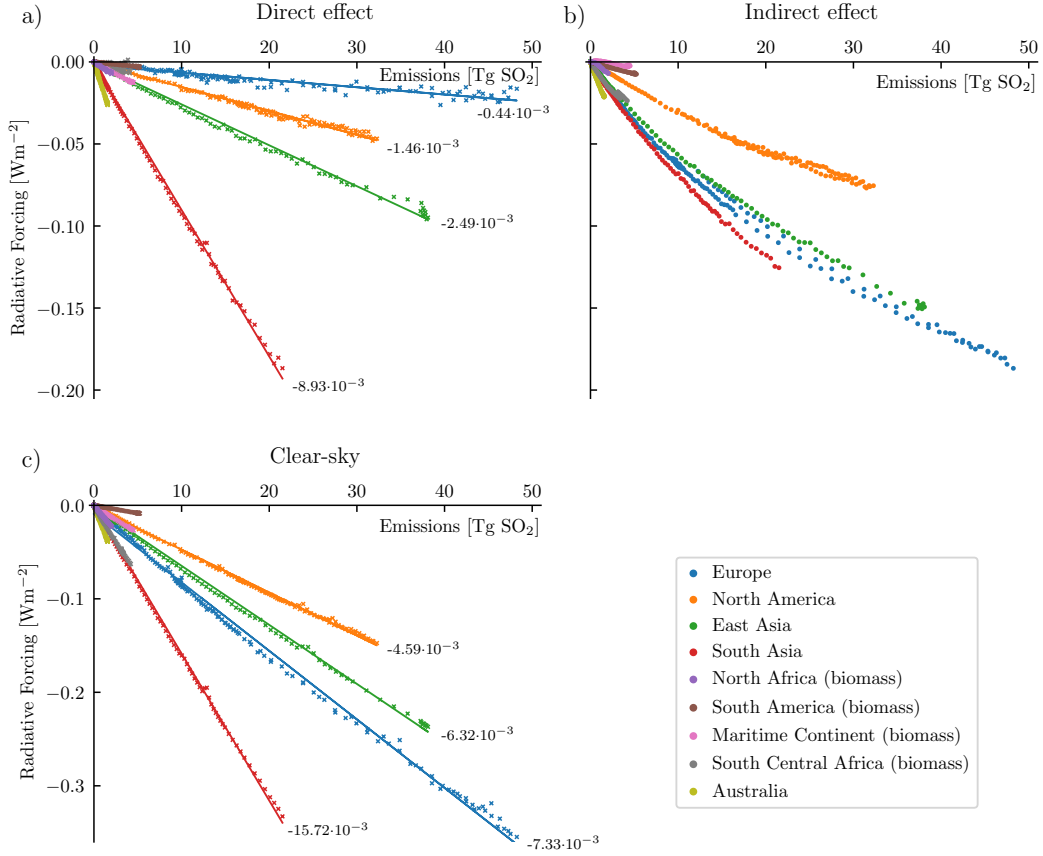 a)
Direct effect
0 10 20 30 40 50
Emissions [Tg SO₂]
0.00
−0.05
−0.10
−0.15
−0.20
Radiative Forcing [Wm⁻²]
-0.44·10⁻³
-1.46·10⁻³
-2.49·10⁻³
-8.93·10⁻³
b)
Indirect effect
0 10 20 30 40 50
Emissions [Tg SO₂]
c)
Clear-sky
0 10 20 30 40 50
Emissions [Tg SO₂]
0.0
−0.1
−0.2
−0.3
Radiative Forcing [Wm⁻²]
-4.59·10⁻³
-6.32·10⁻³
-15.72·10⁻³
-7.33·10⁻³
Europe
North America
East Asia
South Asia
North Africa (biomass)
South America (biomass)
Maritime Continent (biomass)
South Central Africa (biomass)
Australia